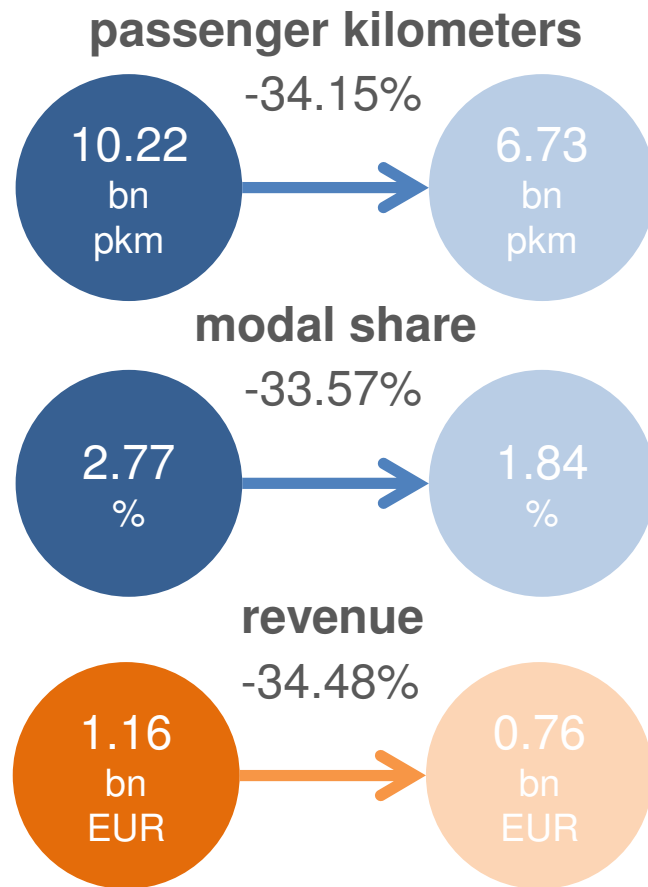 passenger kilometers
-34.15%
10.22
bn
pkm
6.73
bn
pkm
modal share
-33.57%
2.77
%
1.84
%
revenue
-34.48%
1.16
bn
EUR
0.76
bn
EUR